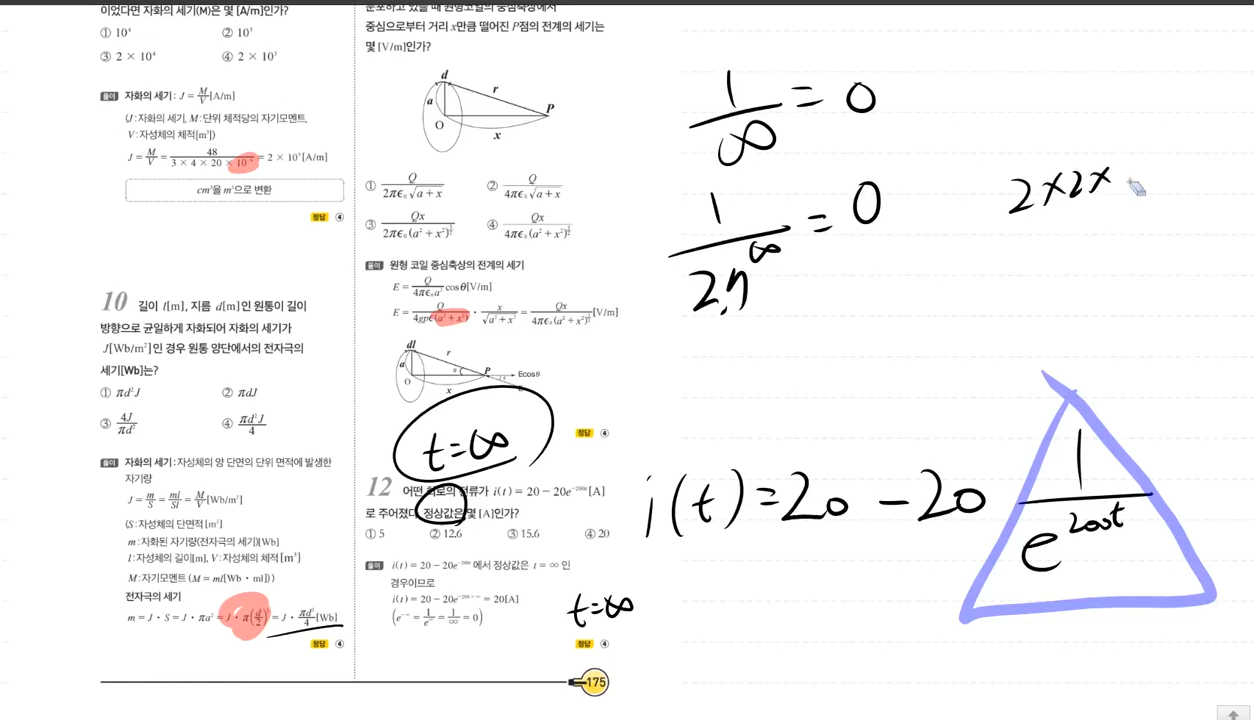 이었다면 자화의 세기(M)은 몇 [A/m]인가?
① 10⁴ ② 10⁵
③ 2 × 10⁴ ④ 2 × 10⁵
풀이 자화의 세기 : J = M/V [A/m]
(J : 자화의 세기, M : 단위 체적당의 자기모멘트,
V : 자성체의 체적[m³])
J = M/V = 48/(3 × 4 × 20 × 10⁻⁶) = 2 × 10⁵[A/m]
cm³을 m³으로 변환
정답 ④
10 길이 l[m], 지름 d[m]인 원통이 길이
방향으로 균일하게 자화되어 자화의 세기가
J[Wb/m²]인 경우 원통 양단에서의 전자극의
세기[Wb]는?
① πd²J ② πdJ
③ 4J/πd² ④ πd²J/4
풀이 자화의 세기 : 자성체의 양 단면의 단위 면적에 발생한
자기량
J = m/S = ml/Sl = M/V [Wb/m²]
(S : 자성체의 단면적[m²]
m : 자화된 자기량(전자극의 세기)[Wb]
l : 자성체의 길이[m], V : 자성체의 체적[m³]
M : 자기모멘트 (M = ml[Wb · m]))
전자극의 세기
m = J · S = J · πa² = J · π(d/2)² = J · πd²/4 [Wb]
정답 ④
중심으로부터 거리 x만큼 떨어진 P점의 전계의 세기는
몇 [V/m]인가?
d
r
a
P
O
x
① Q/(2πϵ₀√(a + x)) ② Q/(4πϵ₀√(a + x))
③ Qx/(2πϵ₀(a² + x²)^(3/2)) ④ Qx/(4πϵ₀(a² + x²)^(3/2))
풀이 원형 코일 중심축상의 전계의 세기
E = Q/(4πϵ₀a²) cosθ[V/m]
E = Q/(4gpϵ(a² + x²)) · x/√(a² + x²) = Qx/(4πϵ₀(a² + x²)^(3/2)) [V/m]
dl
r
a
θ
P
Ecosθ
O
x
정답 ④
t=∞
12 어떤 회로의 전류가 i(t) = 20 − 20e⁻²⁰⁰ᵗ[A]
로 주어졌다. 정상값은 몇 [A]인가?
① 5 ② 12.6 ③ 15.6 ④ 20
풀이 i(t) = 20 − 20e⁻²⁰⁰ᵗ에서 정상값은 t = ∞ 인
경우이므로
i(t) = 20 − 20e^(−200×∞) = 20[A]
(e^−∞ = 1/e^∞ = 1/∞ = 0)
t=∞
정답 ④
175
1/∞ = 0
1/2.7^∞ = 0
2×2×
i(t)=20 −20 1/e^200t